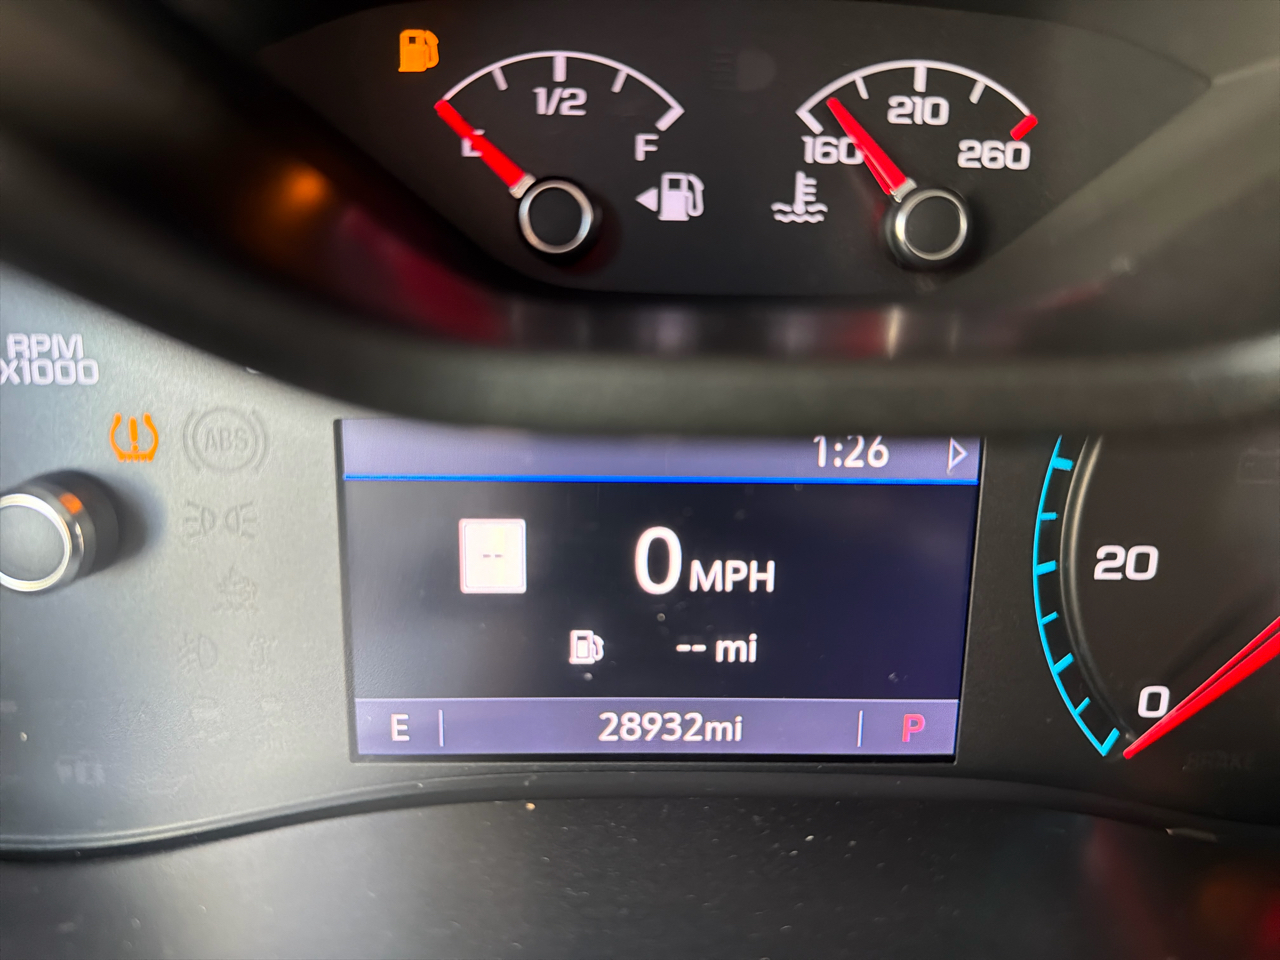 1/2
E
F
210
160
260
RPM
X1000
ABS
1:26
--
0 MPH
-- mi
20
0
E
28932mi
P